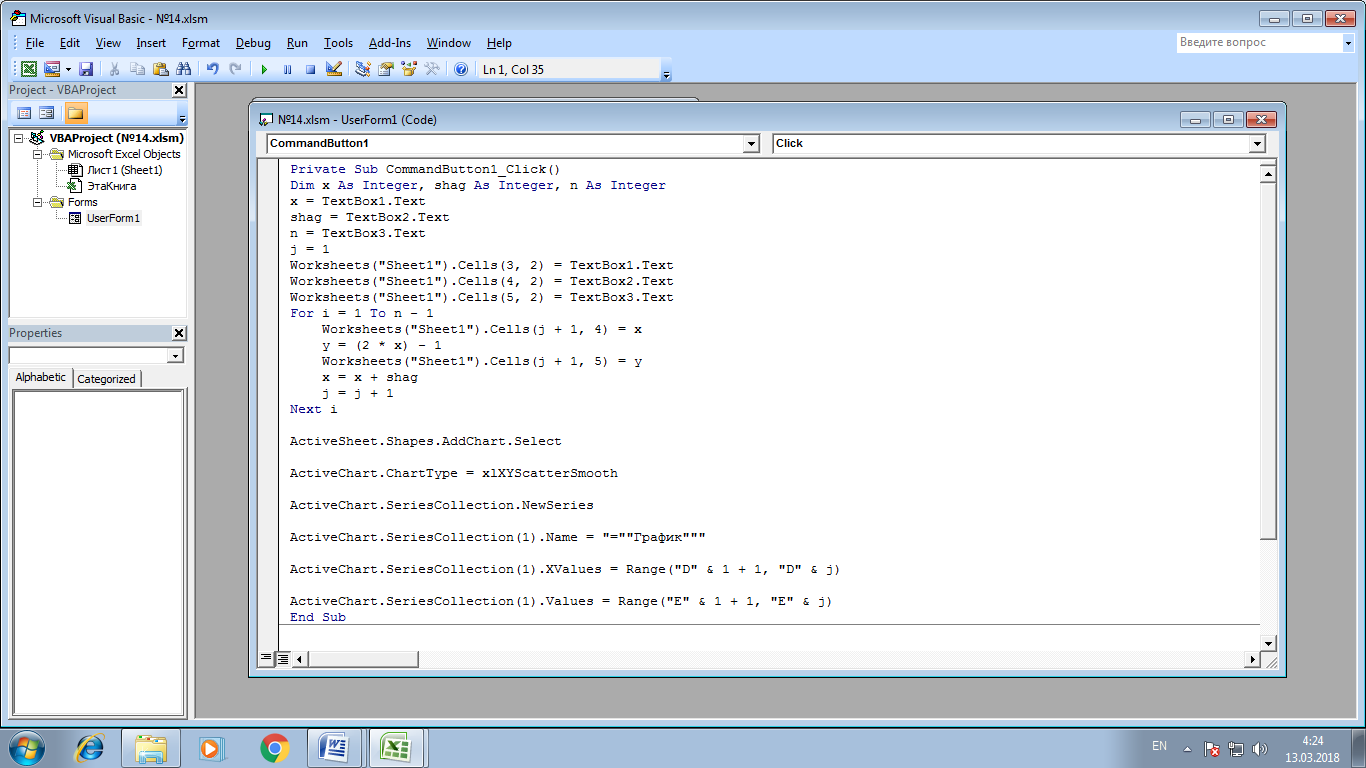 Microsoft Visual Basic - №14.xlsm
File Edit View Insert Format Debug Run Tools Add-Ins Window Help
Введите вопрос
Ln 1, Col 35
Project - VBAProject
VBAProject (№14.xlsm)
Microsoft Excel Objects
Лист1 (Sheet1)
ЭтаКнига
Forms
UserForm1
Properties
Alphabetic Categorized
№14.xlsm - UserForm1 (Code)
CommandButton1 Click
Private Sub CommandButton1_Click()
Dim x As Integer, shag As Integer, n As Integer
x = TextBox1.Text
shag = TextBox2.Text
n = TextBox3.Text
j = 1
Worksheets("Sheet1").Cells(3, 2) = TextBox1.Text
Worksheets("Sheet1").Cells(4, 2) = TextBox2.Text
Worksheets("Sheet1").Cells(5, 2) = TextBox3.Text
For i = 1 To n - 1
Worksheets("Sheet1").Cells(j + 1, 4) = x
y = (2 * x) - 1
Worksheets("Sheet1").Cells(j + 1, 5) = y
x = x + shag
j = j + 1
Next i
ActiveSheet.Shapes.AddChart.Select
ActiveChart.ChartType = xlXYScatterSmooth
ActiveChart.SeriesCollection.NewSeries
ActiveChart.SeriesCollection(1).Name = "=""График"""
ActiveChart.SeriesCollection(1).XValues = Range("D" & 1 + 1, "D" & j)
ActiveChart.SeriesCollection(1).Values = Range("E" & 1 + 1, "E" & j)
End Sub
EN
4:24
13.03.2018